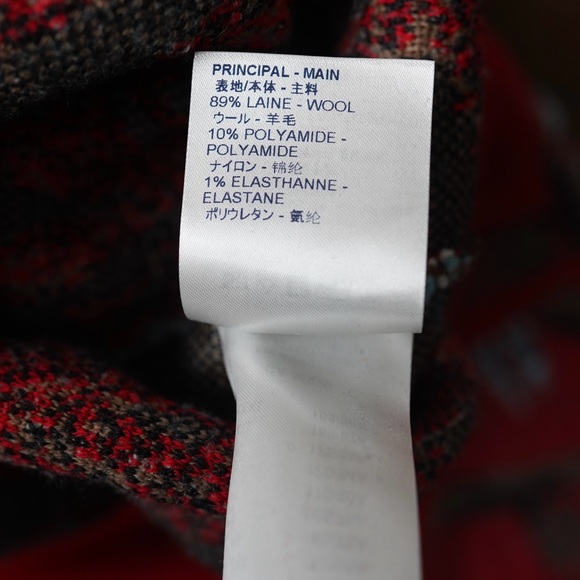 PRINCIPAL - MAIN
表地/本体 - 主料
89% LAINE - WOOL
ウール - 羊毛
10% POLYAMIDE -
POLYAMIDE
ナイロン - 锦纶
1% ELASTHANNE -
ELASTANE
ポリウレタン - 氨纶